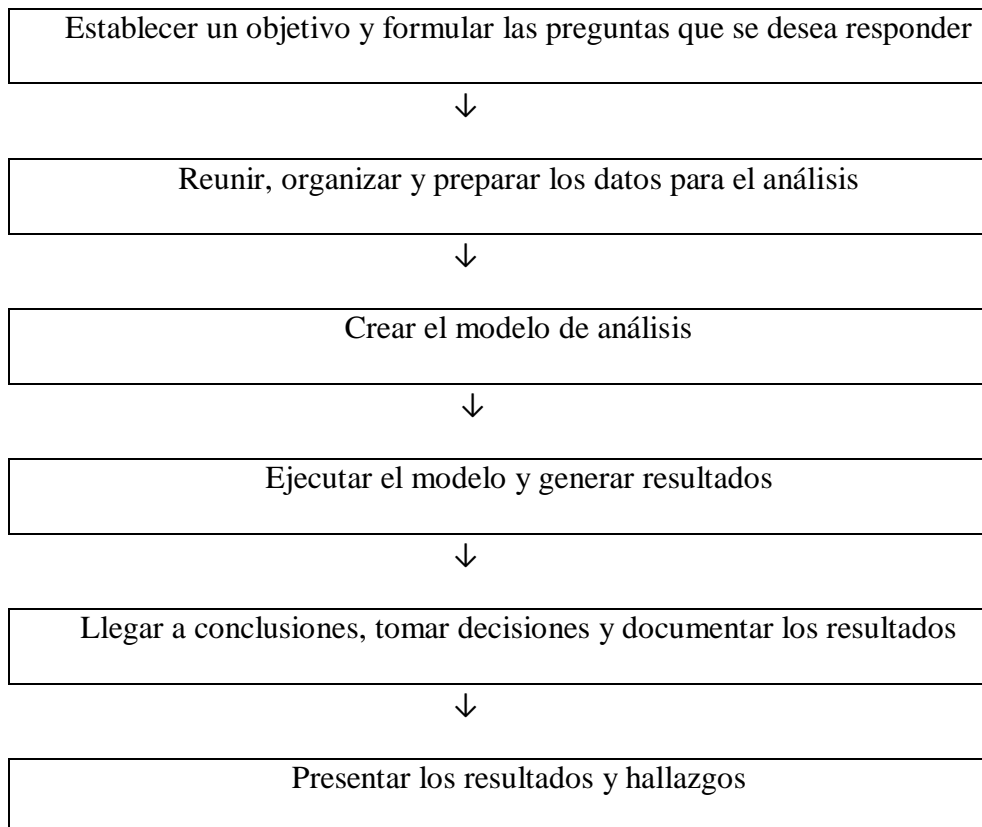 Establecer un objetivo y formular las preguntas que se desea responder
↓
Reunir, organizar y preparar los datos para el análisis
↓
Crear el modelo de análisis
↓
Ejecutar el modelo y generar resultados
↓
Llegar a conclusiones, tomar decisiones y documentar los resultados
↓
Presentar los resultados y hallazgos